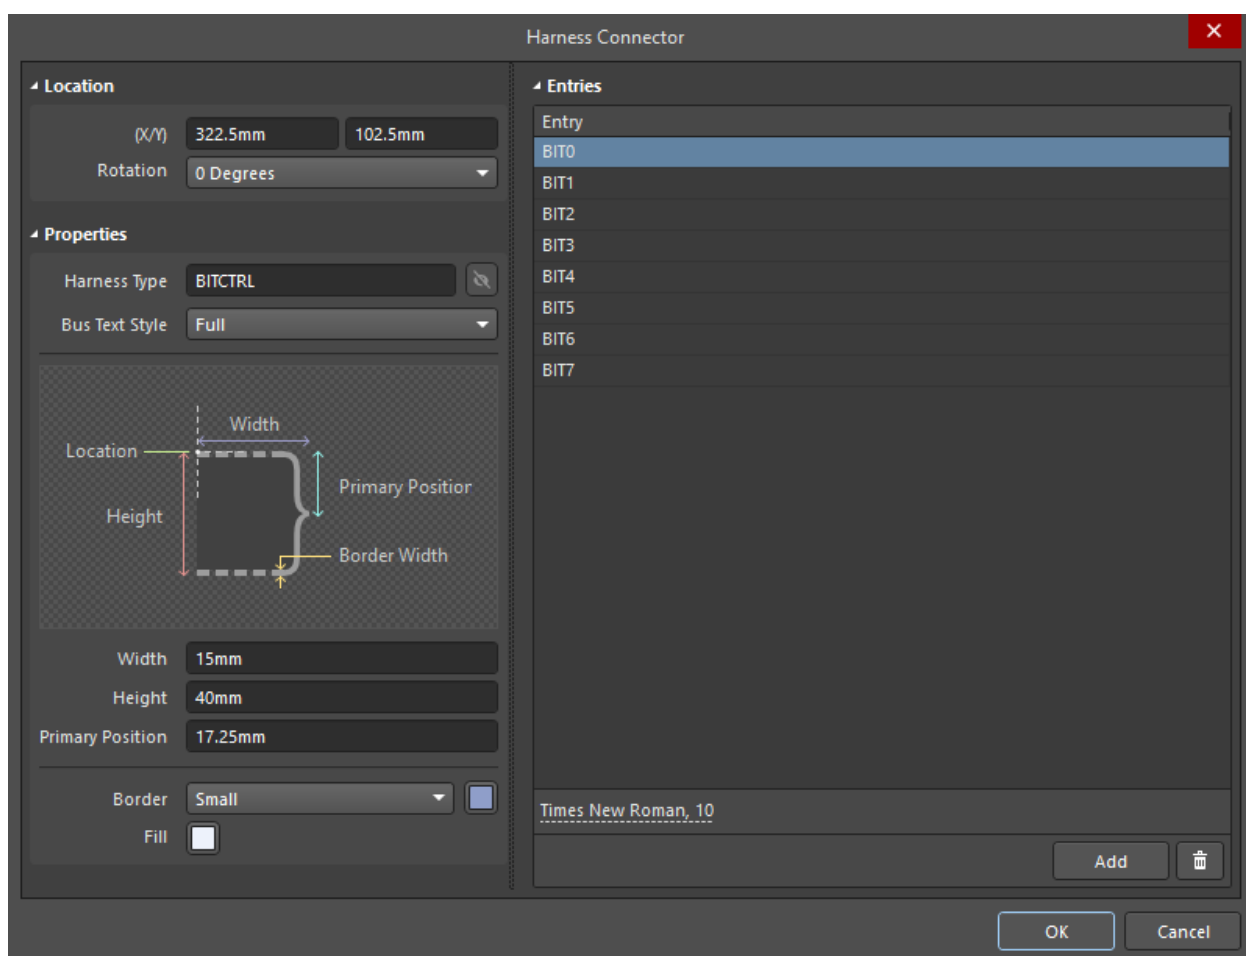 Harness Connector
Location
(X/Y) 322.5mm 102.5mm
Rotation 0 Degrees
Properties
Harness Type BITCTRL
Bus Text Style Full
Width
Location
Primary Position
Height
Border Width
Width 15mm
Height 40mm
Primary Position 17.25mm
Border Small
Fill
Entries
Entry
BIT0
BIT1
BIT2
BIT3
BIT4
BIT5
BIT6
BIT7
Times New Roman, 10
Add
OK Cancel